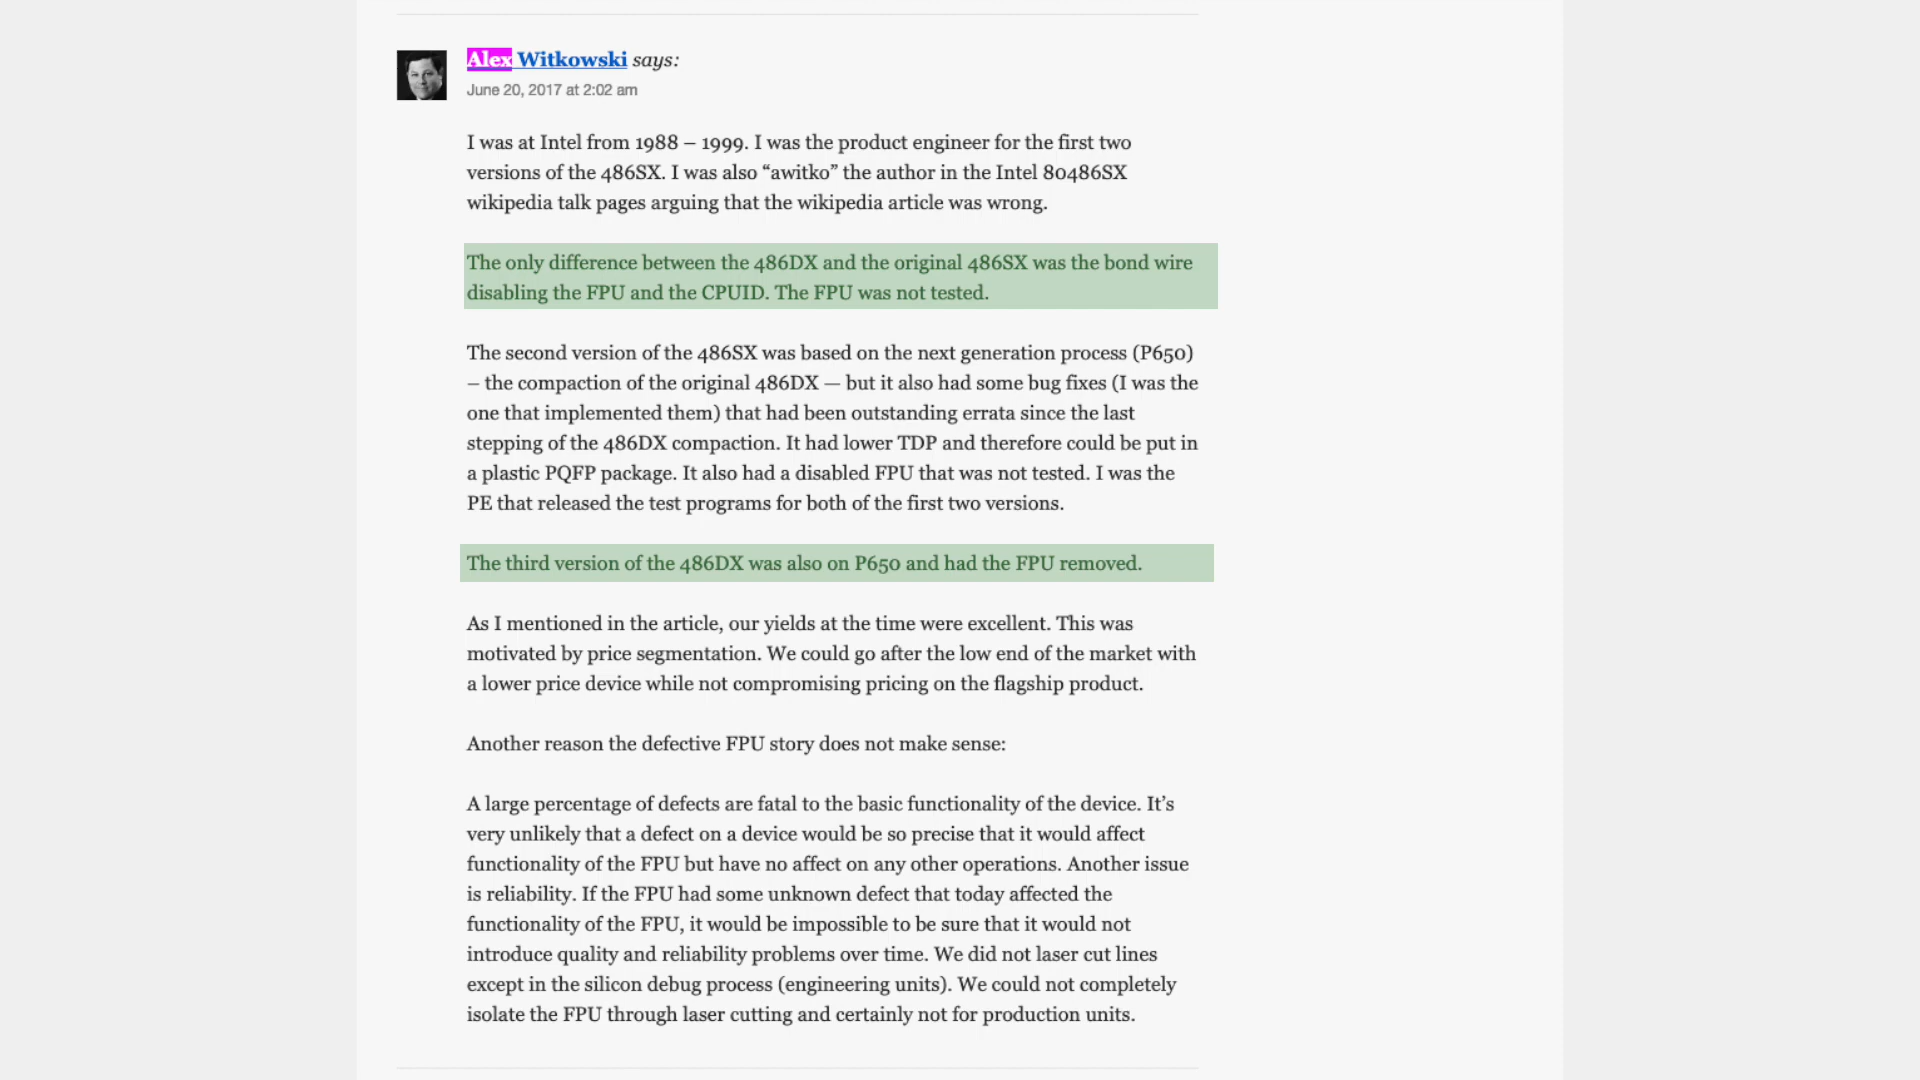 Alex Witkowski says:
June 20, 2017 at 2:02 am
I was at Intel from 1988 – 1999. I was the product engineer for the first two
versions of the 486SX. I was also “awitko” the author in the Intel 80486SX
wikipedia talk pages arguing that the wikipedia article was wrong.
The only difference between the 486DX and the original 486SX was the bond wire
disabling the FPU and the CPUID. The FPU was not tested.
The second version of the 486SX was based on the next generation process (P650)
– the compaction of the original 486DX — but it also had some bug fixes (I was the
one that implemented them) that had been outstanding errata since the last
stepping of the 486DX compaction. It had lower TDP and therefore could be put in
a plastic PQFP package. It also had a disabled FPU that was not tested. I was the
PE that released the test programs for both of the first two versions.
The third version of the 486DX was also on P650 and had the FPU removed.
As I mentioned in the article, our yields at the time were excellent. This was
motivated by price segmentation. We could go after the low end of the market with
a lower price device while not compromising pricing on the flagship product.
Another reason the defective FPU story does not make sense:
A large percentage of defects are fatal to the basic functionality of the device. It’s
very unlikely that a defect on a device would be so precise that it would affect
functionality of the FPU but have no affect on any other operations. Another issue
is reliability. If the FPU had some unknown defect that today affected the
functionality of the FPU, it would be impossible to be sure that it would not
introduce quality and reliability problems over time. We did not laser cut lines
except in the silicon debug process (engineering units). We could not completely
isolate the FPU through laser cutting and certainly not for production units.